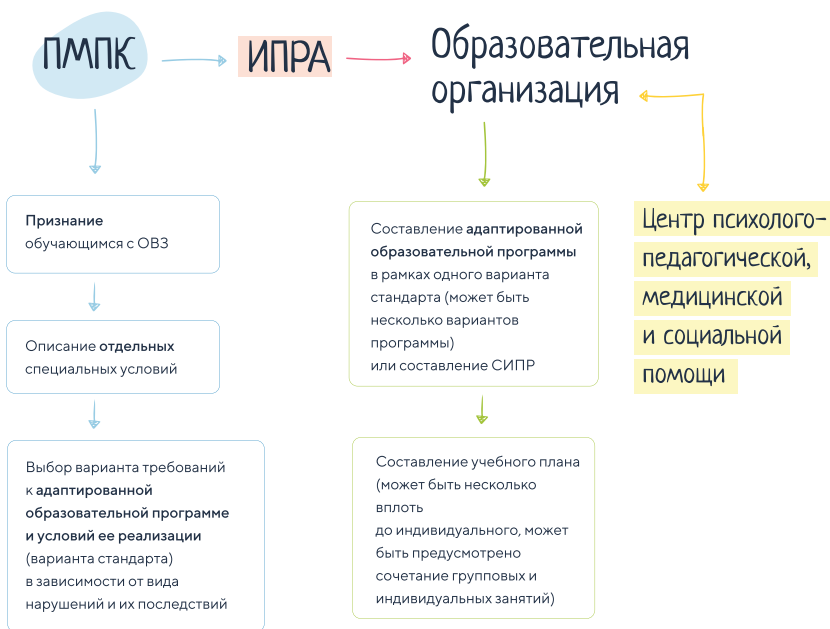 ПМПК
ИПРА
Образовательная
организация
Признание
обучающимся с ОВЗ
Описание отдельных
специальных условий
Выбор варианта требований
к адаптированной
образовательной программе
и условий ее реализации
(варианта стандарта)
в зависимости от вида
нарушений и их последствий
Составление адаптированной
образовательной программы
в рамках одного варианта
стандарта (может быть
несколько вариантов
программы)
или составление СИПР
Составление учебного плана
(может быть несколько
вплоть
до индивидуального, может
быть предусмотрено
сочетание групповых и
индивидуальных занятий)
Центр психолого-
педагогической,
медицинской
и социальной
помощи